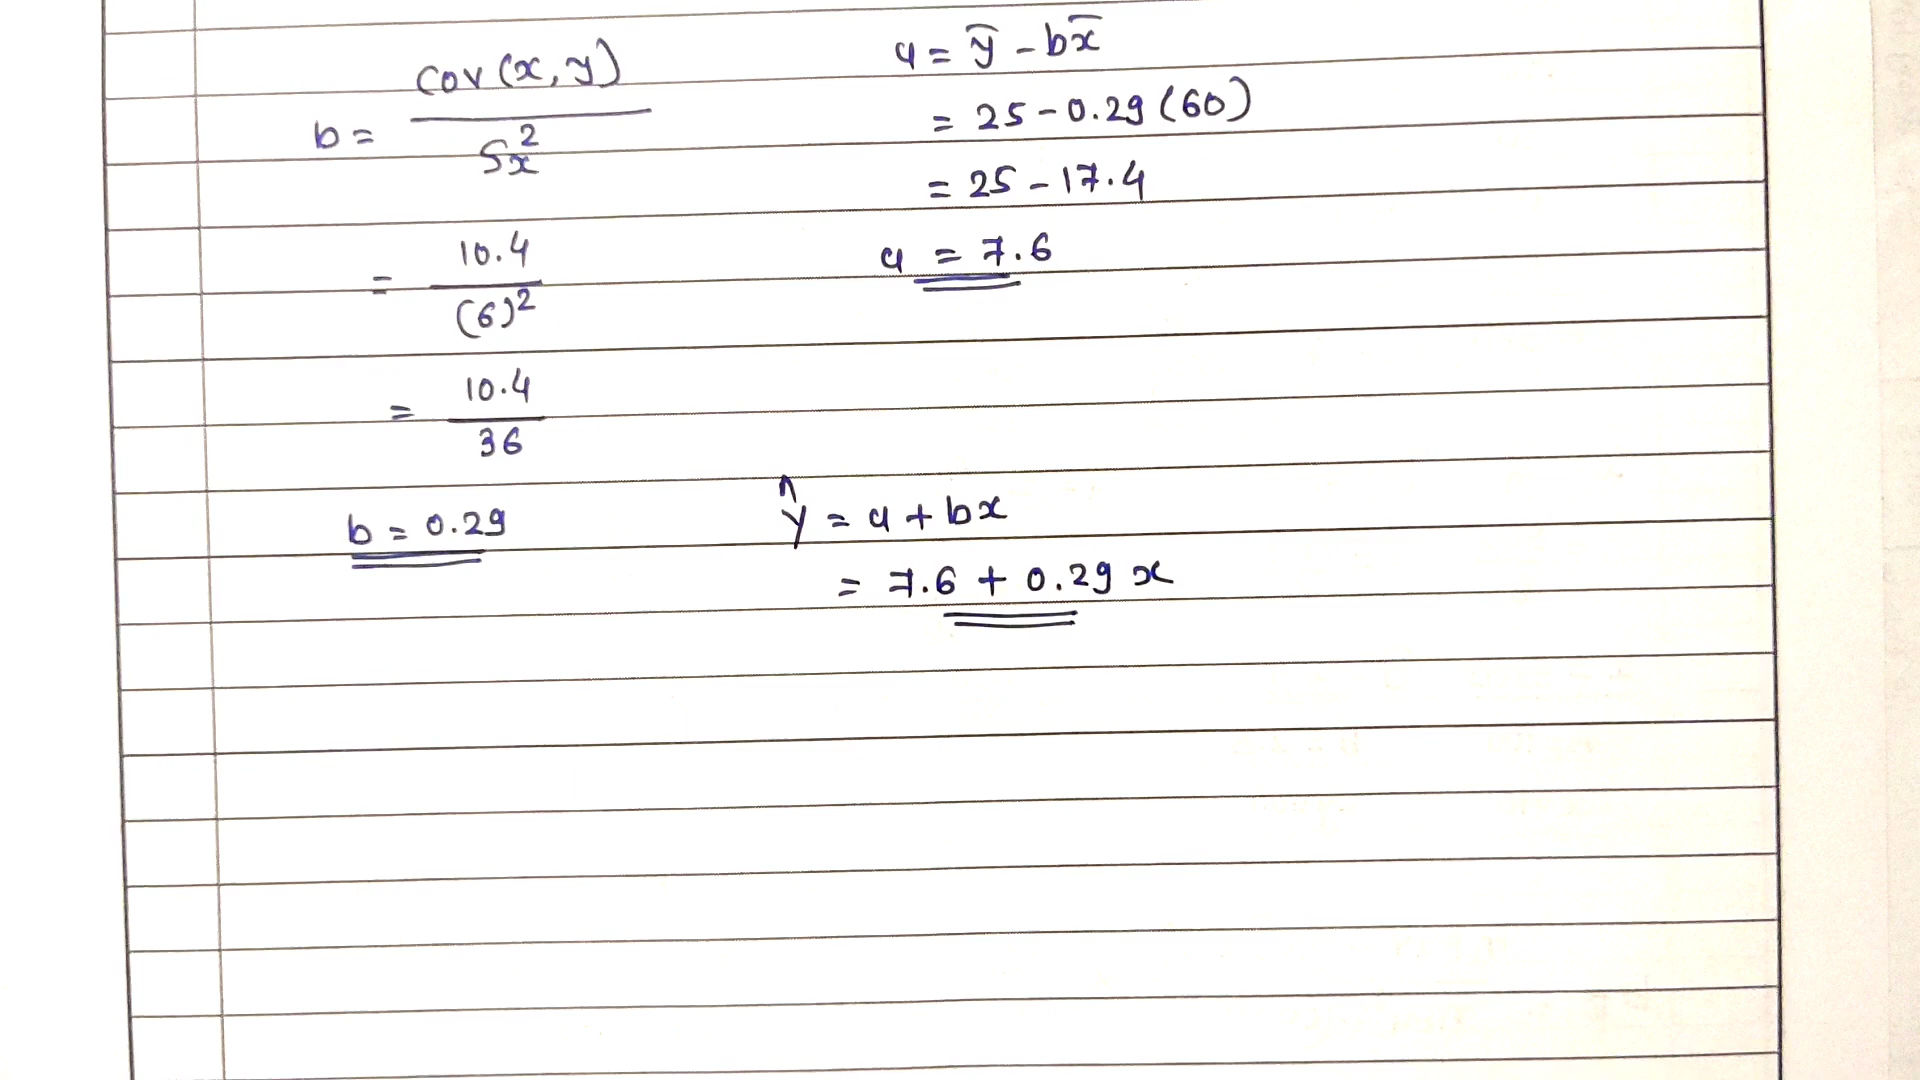 b = cov (x, y) / Sx²
= 10.4 / (6)²
= 10.4 / 36
b = 0.29
a = ȳ - bx̄
= 25 - 0.29 (60)
= 25 - 17.4
a = 7.6
ŷ = a + bx
= 7.6 + 0.29 x